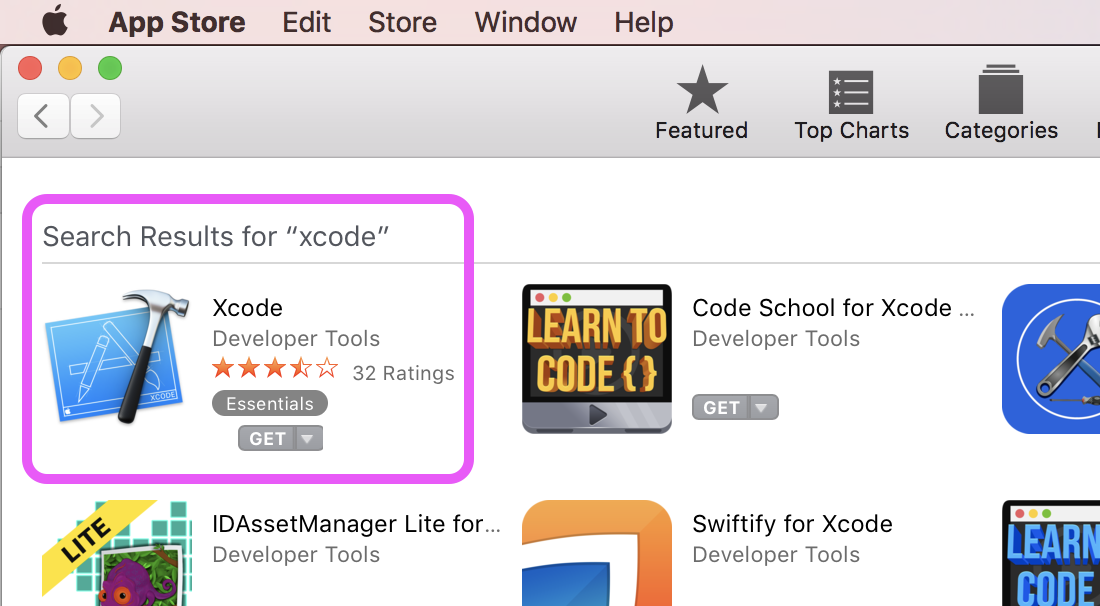 App Store Edit Store Window Help
Featured Top Charts Categories
Search Results for “xcode”
Xcode
Developer Tools
32 Ratings
Essentials
GET
XCODE
LEARN TO
CODE { }
Code School for Xcode ...
Developer Tools
GET
LITE
IDAssetManager Lite for...
Developer Tools
Swiftify for Xcode
Developer Tools
LEARN
CODE